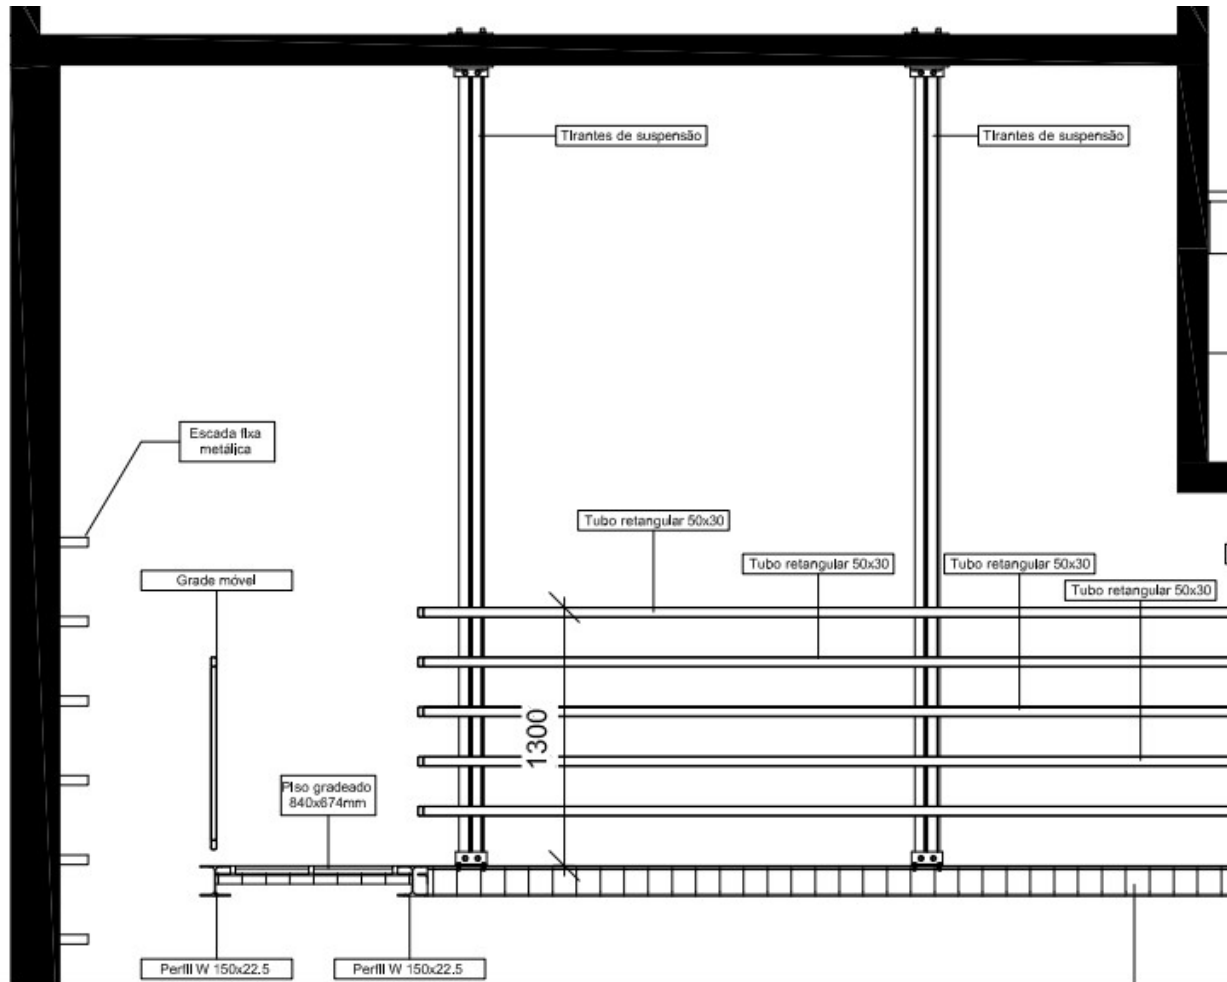 Tirantes de suspensão
Tirantes de suspensão
Escada fixa
metálica
Tubo retangular 50x30
Tubo retangular 50x30
Tubo retangular 50x30
Grade móvel
Tubo retangular 50x30
1300
Piso gradeado
840x674mm
Perfil W 150x22.5
Perfil W 150x22.5